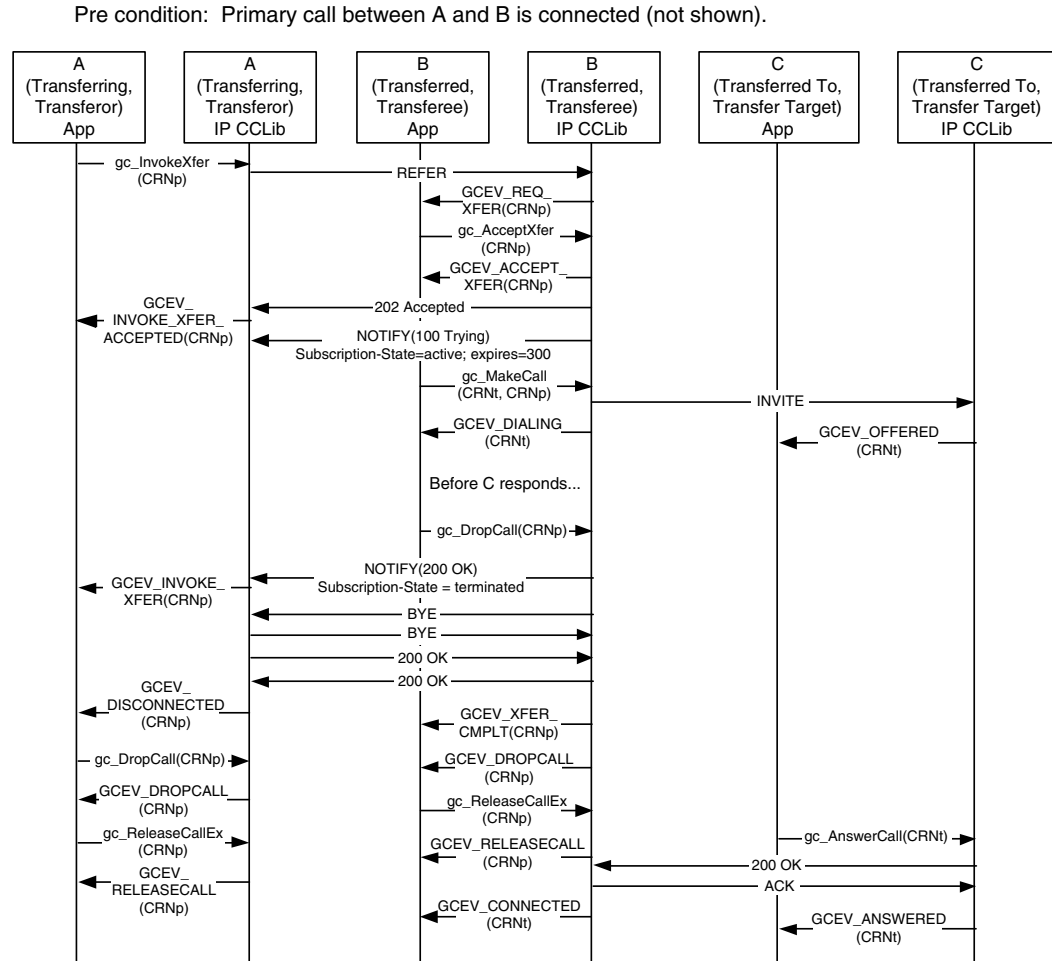 Pre condition: Primary call between A and B is connected (not shown).
A
(Transferring,
Transferor)
App
A
(Transferring,
Transferor)
IP CCLib
B
(Transferred,
Transferee)
App
B
(Transferred,
Transferee)
IP CCLib
C
(Transferred To,
Transfer Target)
App
C
(Transferred To,
Transfer Target)
IP CCLib
gc_InvokeXfer
(CRNp)
REFER
GCEV_REQ_
XFER(CRNp)
gc_AcceptXfer
(CRNp)
GCEV_ACCEPT_
XFER(CRNp)
202 Accepted
GCEV_
INVOKE_XFER_
ACCEPTED(CRNp)
NOTIFY(100 Trying)
Subscription-State=active; expires=300
gc_MakeCall
(CRNt, CRNp)
INVITE
GCEV_DIALING
(CRNt)
GCEV_OFFERED
(CRNt)
Before C responds...
gc_DropCall(CRNp)
NOTIFY(200 OK)
Subscription-State = terminated
GCEV_INVOKE_
XFER(CRNp)
BYE
BYE
200 OK
200 OK
GCEV_
DISCONNECTED
(CRNp)
GCEV_XFER_
CMPLT(CRNp)
gc_DropCall(CRNp)
GCEV_DROPCALL
(CRNp)
GCEV_DROPCALL
(CRNp)
gc_ReleaseCallEx
(CRNp)
gc_ReleaseCallEx
(CRNp)
gc_AnswerCall(CRNt)
GCEV_RELEASECALL
(CRNp)
200 OK
GCEV_
RELEASECALL
(CRNp)
ACK
GCEV_CONNECTED
(CRNt)
GCEV_ANSWERED
(CRNt)